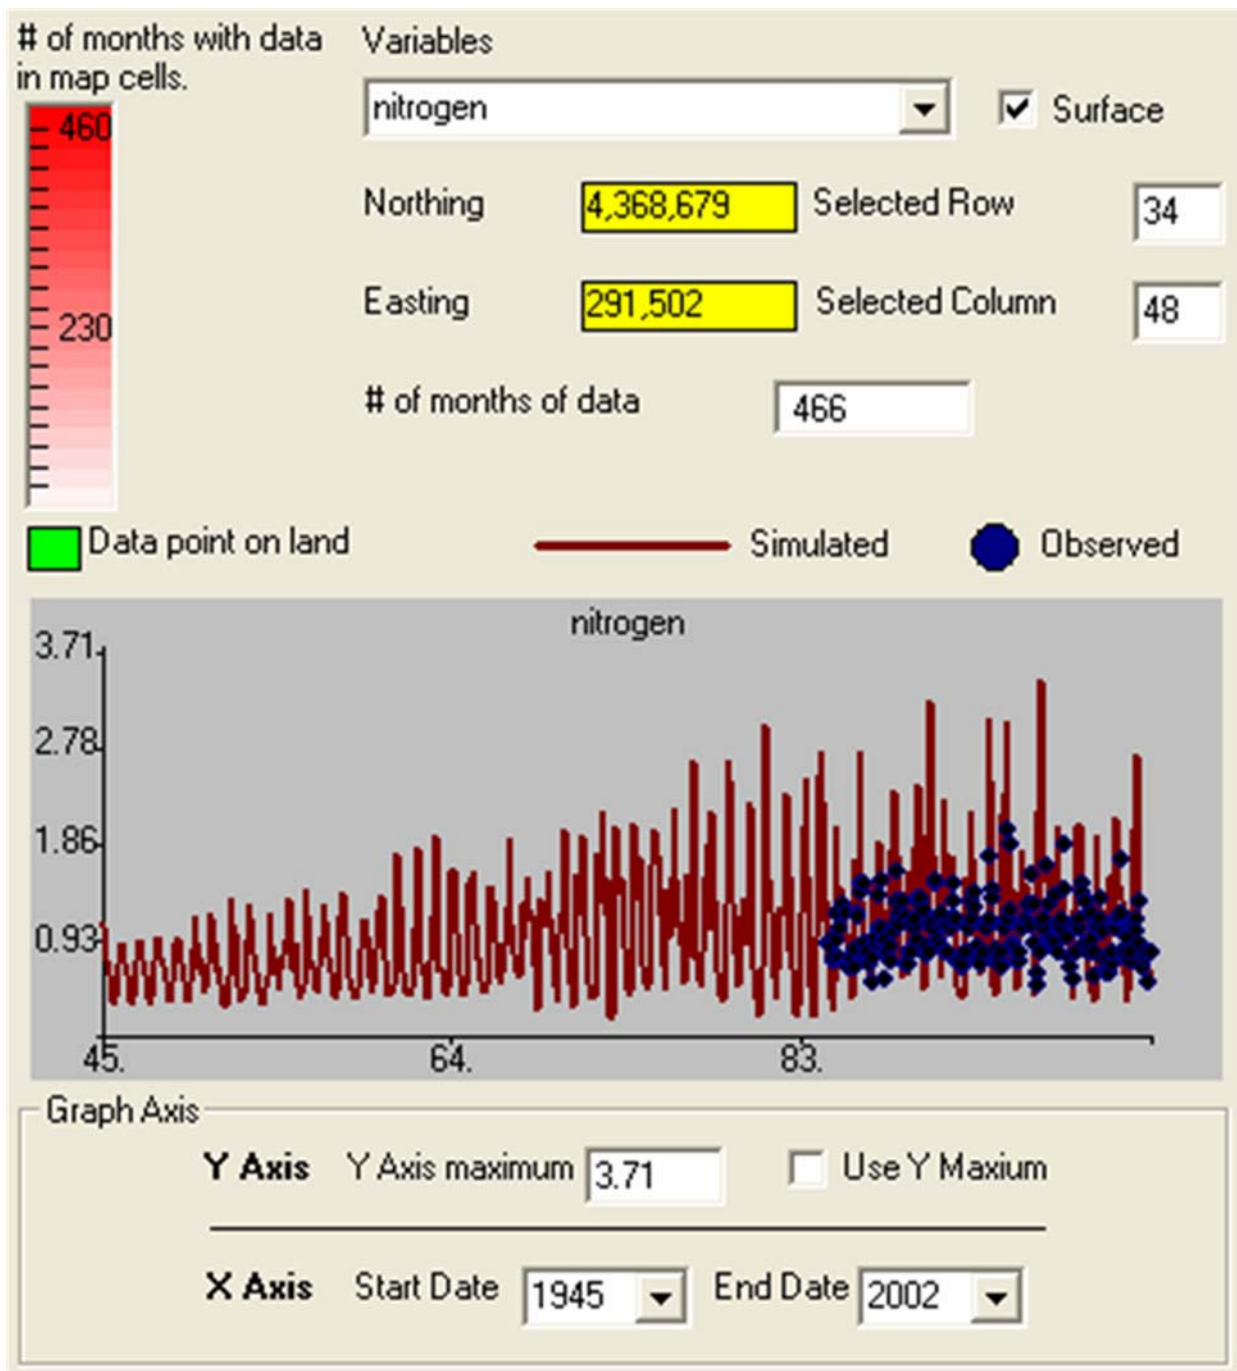 # of months with data
in map cells.
Variables
nitrogen
Surface
460
230
Northing 4,368,679 Selected Row 34
Easting 291,502 Selected Column 48
# of months of data 466
Data point on land
Simulated
Observed
nitrogen
3.71
2.78
1.86
0.93
45. 64. 83.
Graph Axis
Y Axis Y Axis maximum 3.71 Use Y Maxium
X Axis Start Date 1945 End Date 2002